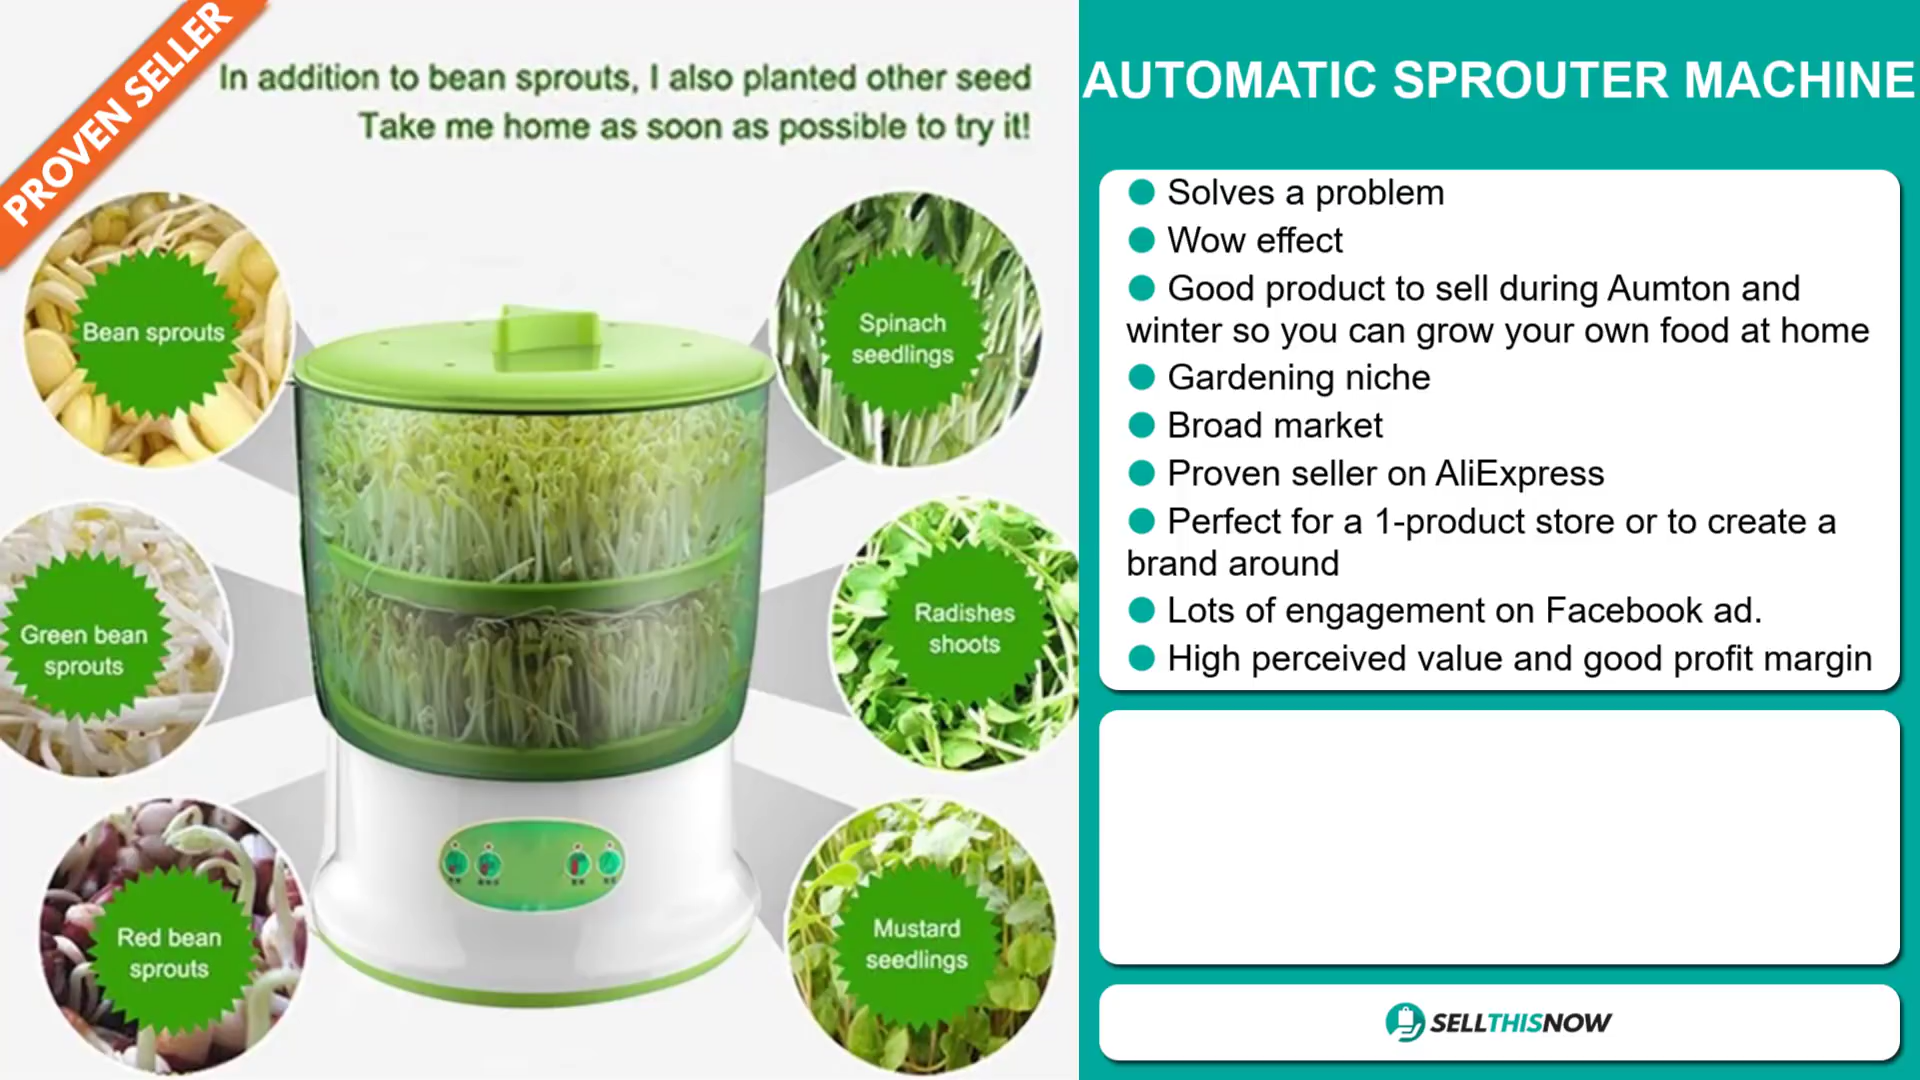 PROVEN SELLER
In addition to bean sprouts, I also planted other seed
Take me home as soon as possible to try it!
Bean sprouts
Spinach
seedlings
Green bean
sprouts
Radishes
shoots
Red bean
sprouts
Mustard
seedlings
AUTOMATIC SPROUTER MACHINE
Solves a problem
Wow effect
Good product to sell during Aumton and
winter so you can grow your own food at home
Gardening niche
Broad market
Proven seller on AliExpress
Perfect for a 1-product store or to create a
brand around
Lots of engagement on Facebook ad.
High perceived value and good profit margin
SELLTHISNOW